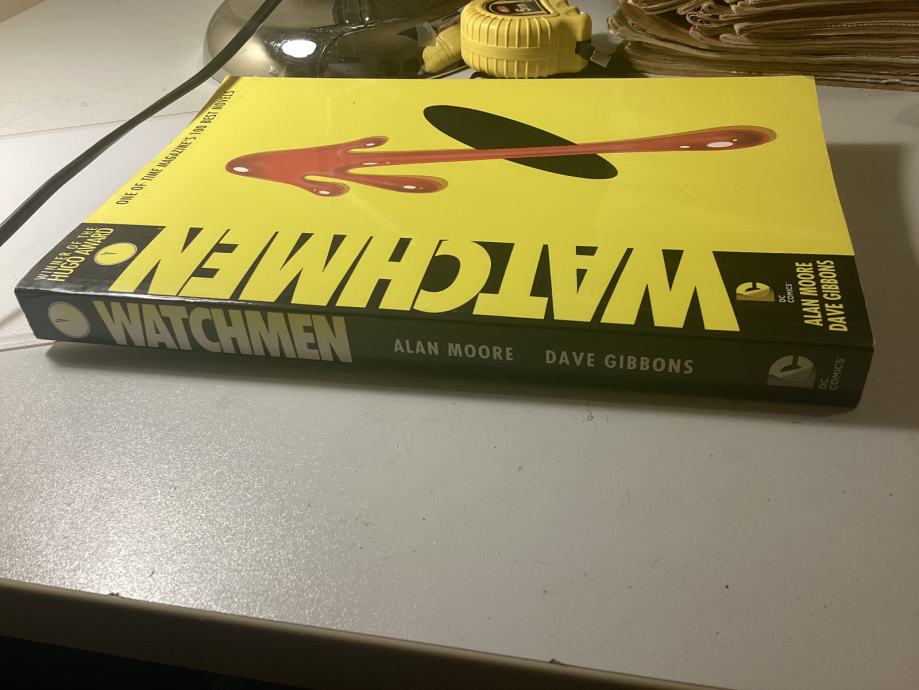 ONE OF TIME MAGAZINE'S 100 BEST NOVELS
WINNER OF THE
HUGO AWARD
WATCHMEN
DC
COMICS
ALAN MOORE
DAVE GIBBONS
WATCHMEN ALAN MOORE DAVE GIBBONS
DC
COMICS